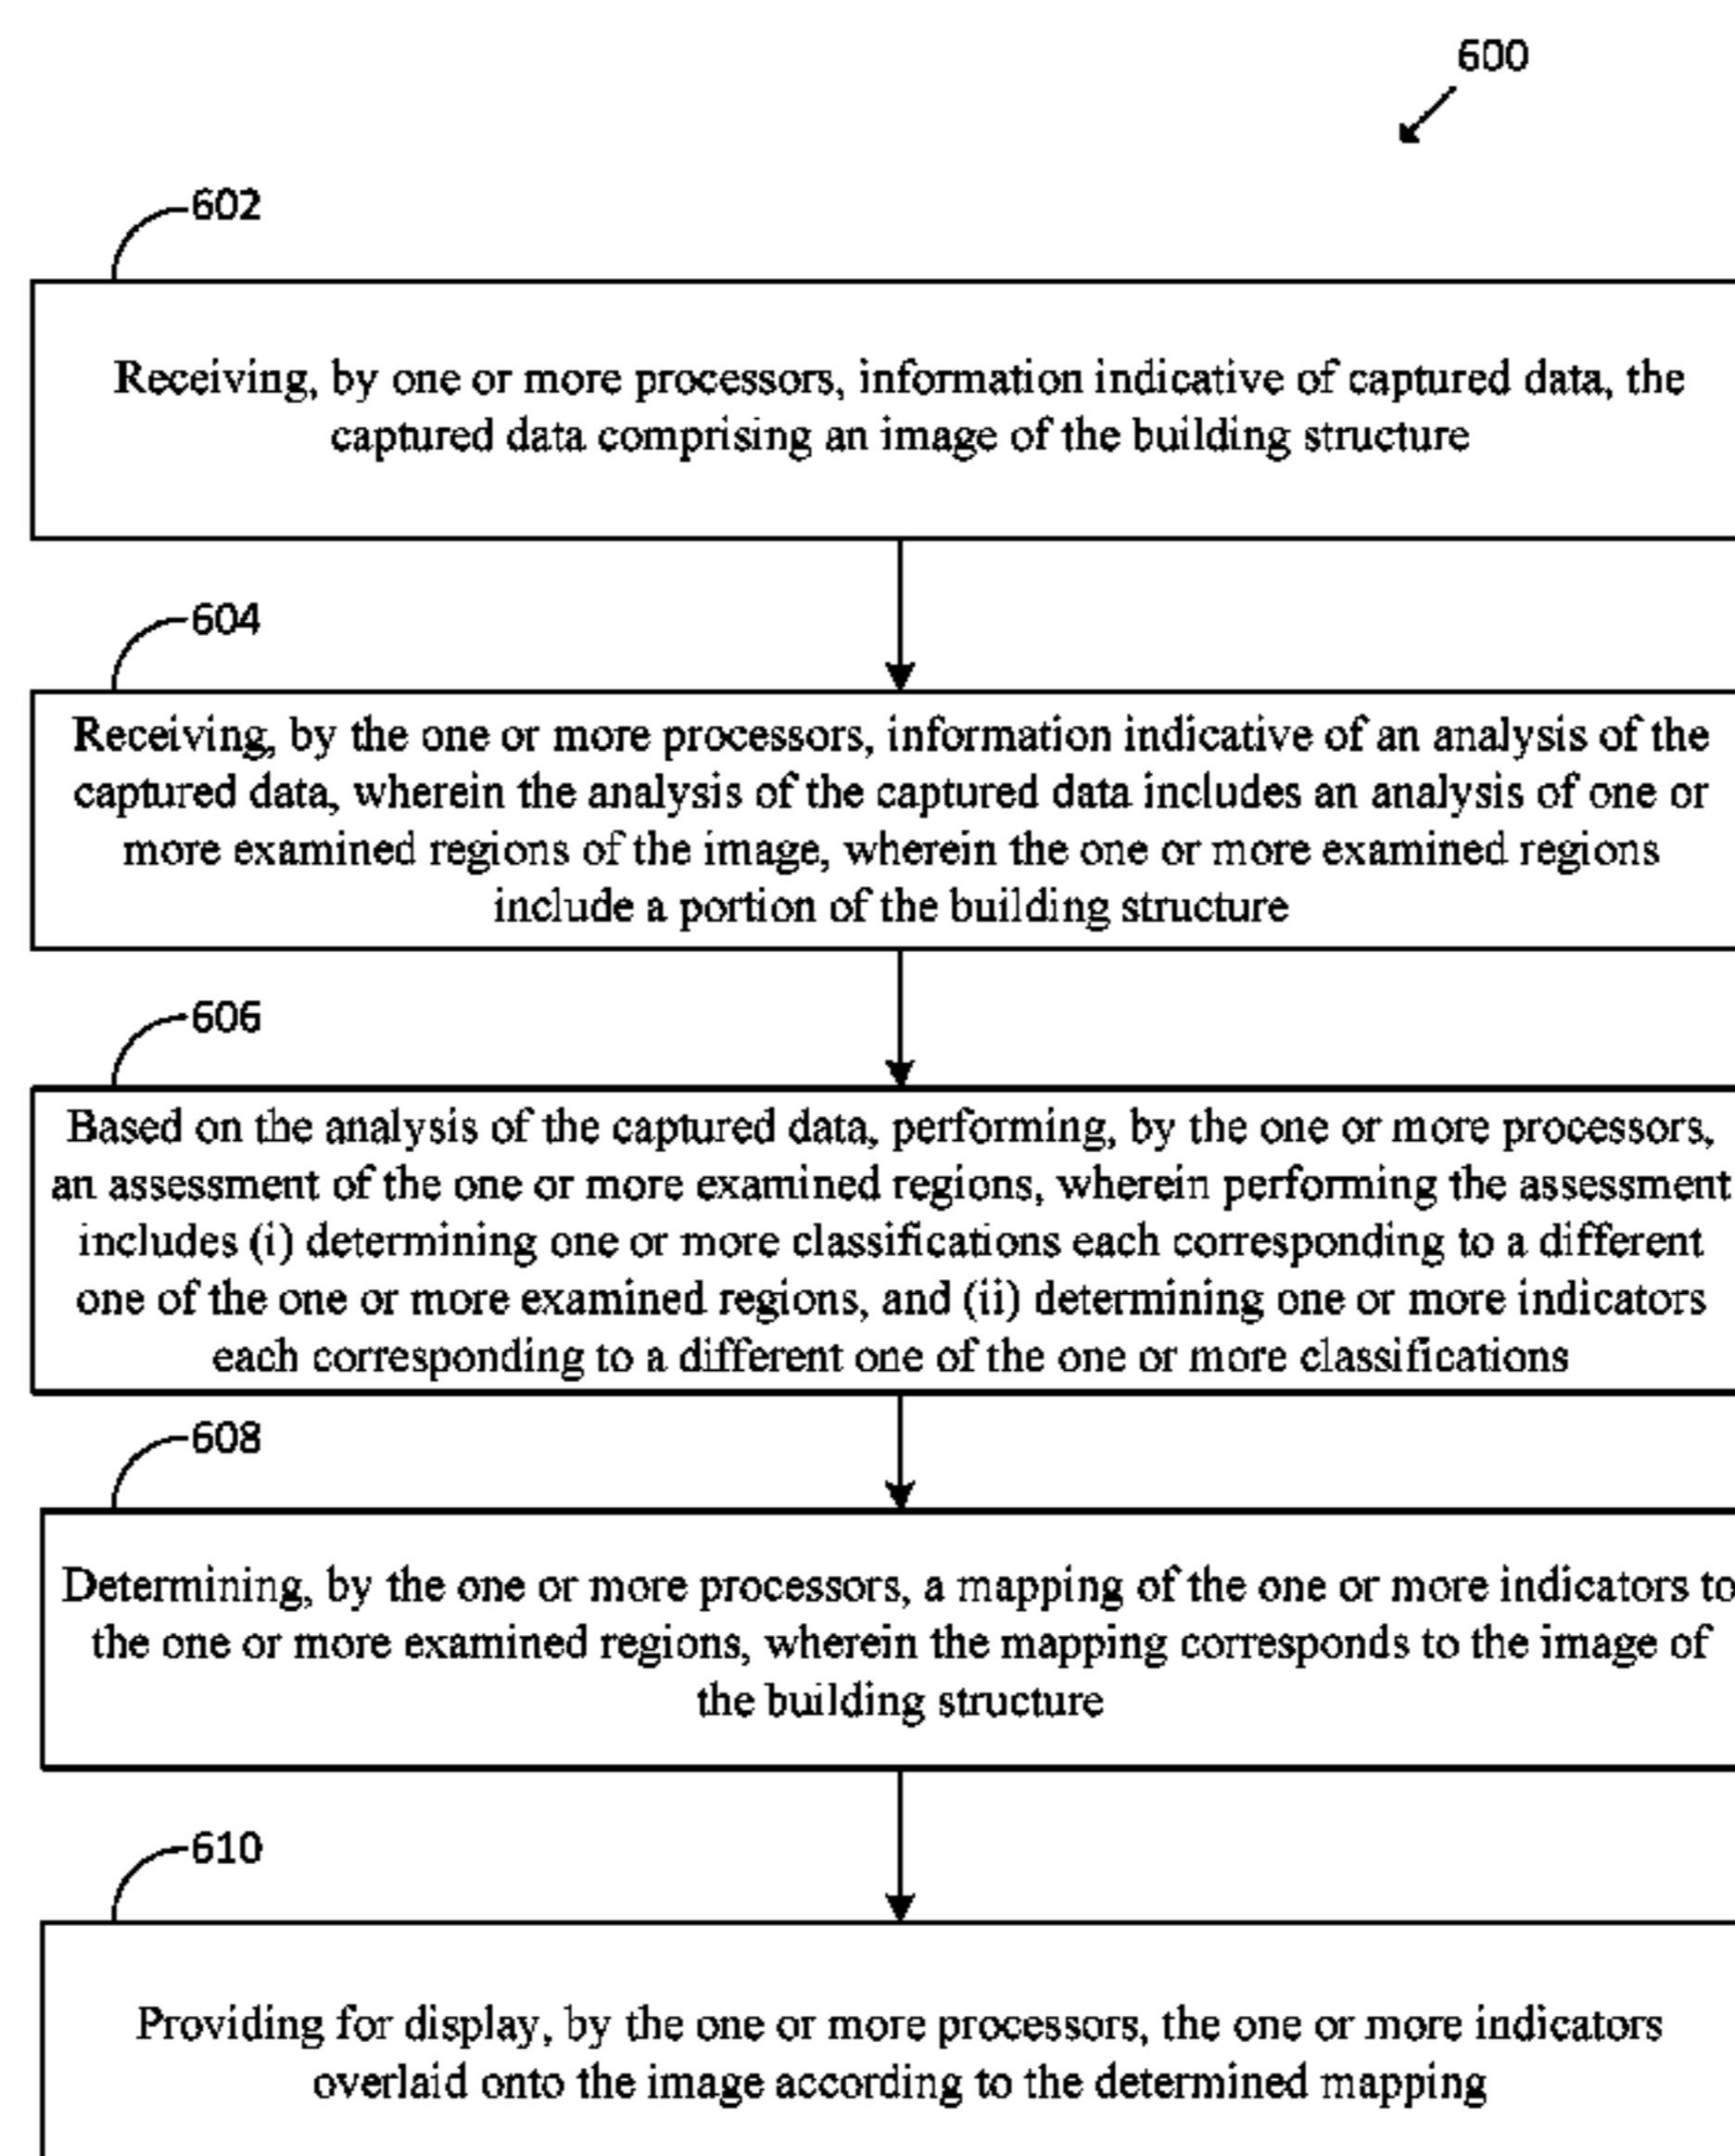 600
602
Receiving, by one or more processors, information indicative of captured data, the
captured data comprising an image of the building structure
604
Receiving, by the one or more processors, information indicative of an analysis of the
captured data, wherein the analysis of the captured data includes an analysis of one or
more examined regions of the image, wherein the one or more examined regions
include a portion of the building structure
606
Based on the analysis of the captured data, performing, by the one or more processors,
an assessment of the one or more examined regions, wherein performing the assessment
includes (i) determining one or more classifications each corresponding to a different
one of the one or more examined regions, and (ii) determining one or more indicators
each corresponding to a different one of the one or more classifications
608
Determining, by the one or more processors, a mapping of the one or more indicators to
the one or more examined regions, wherein the mapping corresponds to the image of
the building structure
610
Providing for display, by the one or more processors, the one or more indicators
overlaid onto the image according to the determined mapping